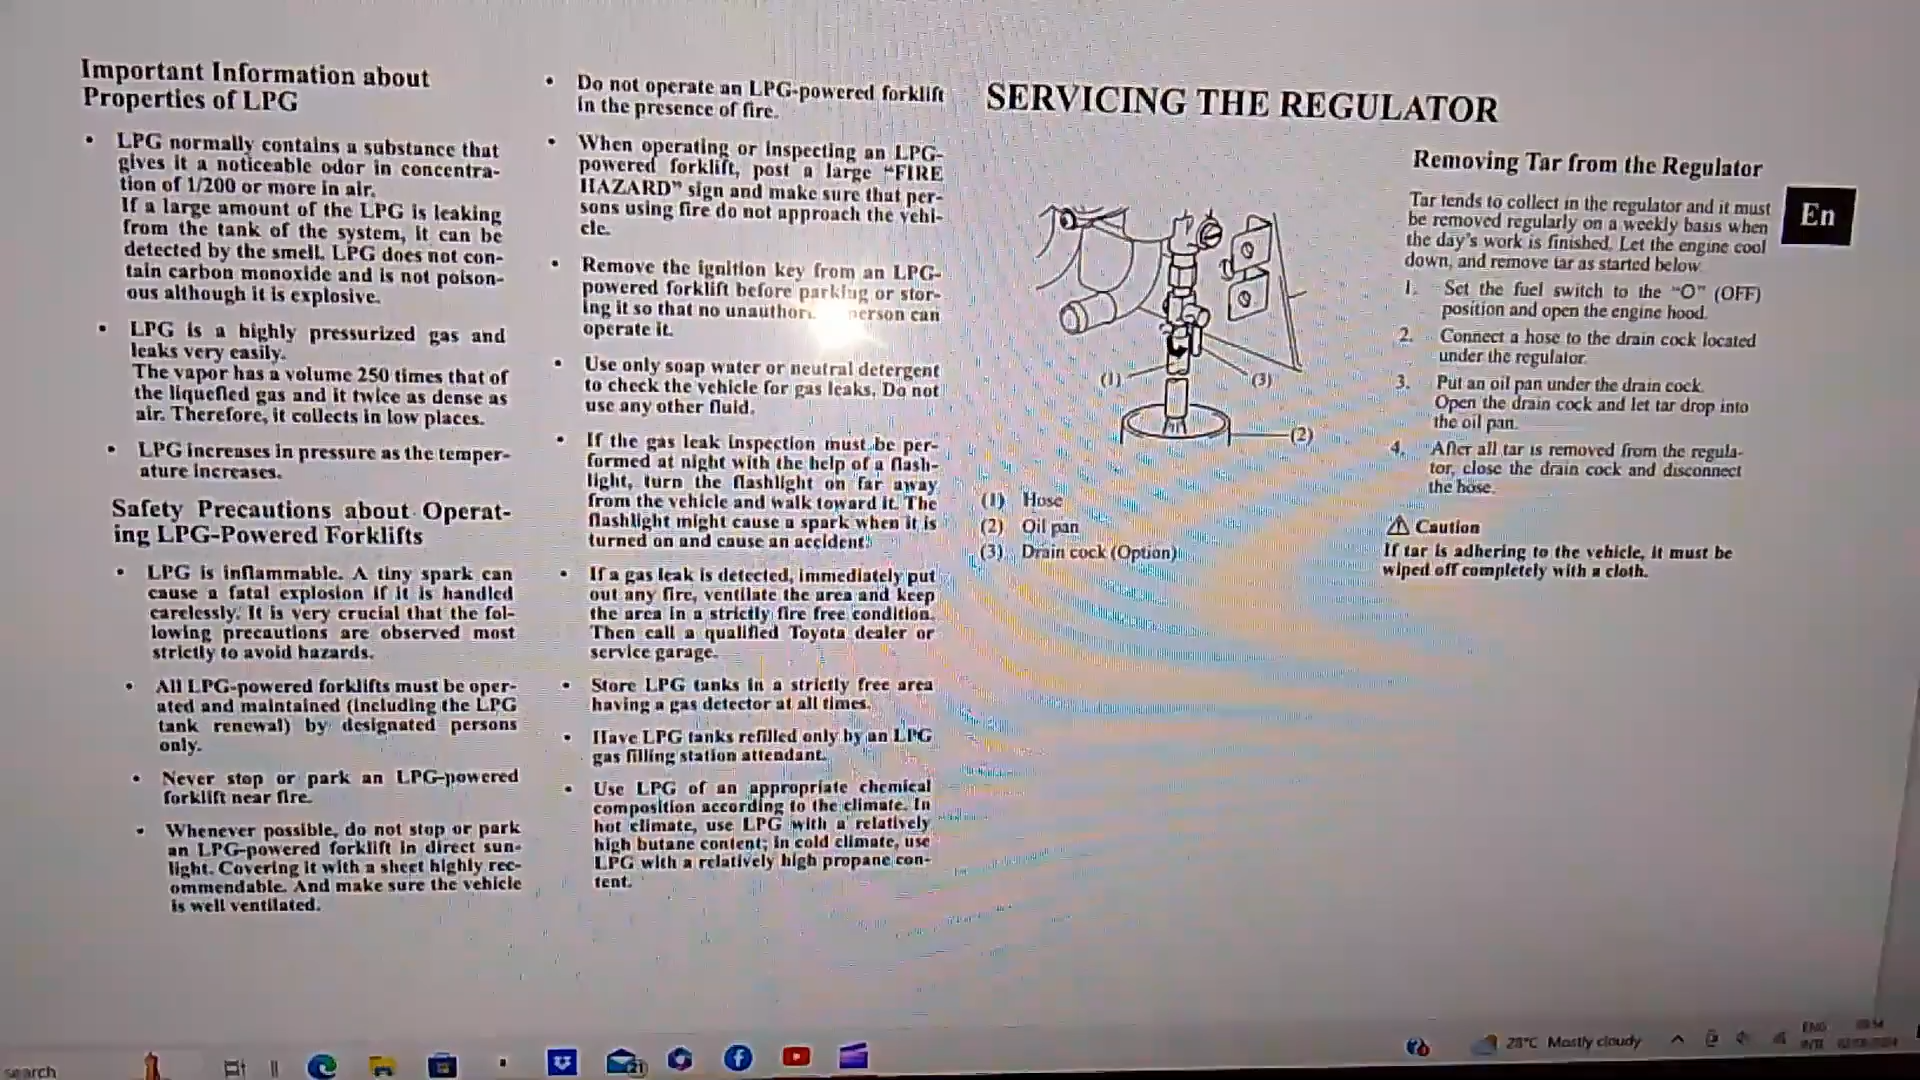 Important Information about
Properties of LPG
• LPG normally contains a substance that
gives it a noticeable odor in concentra-
tion of 1/200 or more in air.
If a large amount of the LPG is leaking
from the tank of the system, it can be
detected by the smell. LPG does not con-
tain carbon monoxide and is not poison-
ous although it is explosive.
• LPG is a highly pressurized gas and
leaks very easily.
The vapor has a volume 250 times that of
the liquefied gas and it twice as dense as
air. Therefore, it collects in low places.
• LPG increases in pressure as the temper-
ature increases.
Safety Precautions about Operat-
ing LPG-Powered Forklifts
• LPG is inflammable. A tiny spark can
cause a fatal explosion if it is handled
carelessly. It is very crucial that the fol-
lowing precautions are observed most
strictly to avoid hazards.
• All LPG-powered forklifts must be oper-
ated and maintained (including the LPG
tank renewal) by designated persons
only.
• Never stop or park an LPG-powered
forklift near fire.
• Whenever possible, do not stop or park
an LPG-powered forklift in direct sun-
light. Covering it with a sheet highly rec-
ommendable. And make sure the vehicle
is well ventilated.
• Do not operate an LPG-powered forklift
in the presence of fire.
• When operating or inspecting an LPG-
powered forklift, post a large "FIRE
HAZARD" sign and make sure that per-
sons using fire do not approach the vehi-
cle.
• Remove the ignition key from an LPG-
powered forklift before parking or stor-
ing it so that no person can
operate it.
• Use only soap water or neutral detergent
to check the vehicle for gas leaks. Do not
use any other fluid.
• If the gas leak inspection must be per-
formed at night with the help of a flash-
light, turn the flashlight on far away
from the vehicle and walk toward it. The
flashlight might cause a spark when it is
turned on and cause an accident.
• If a gas leak is detected, immediately put
out any fire, ventilate the area and keep
the area in a strictly fire free condition.
Then call a qualified Toyota dealer or
service garage.
• Store LPG tanks in a strictly free area
having a gas detector at all times.
• Have LPG tanks refilled only by an LPG
gas filling station attendant.
• Use LPG of an appropriate chemical
composition according to the climate. In
hot climate, use LPG with a relatively
high butane content; in cold climate, use
LPG with a relatively high propane con-
tent.
SERVICING THE REGULATOR
(1)
(3)
(2)
(1) Hose
(2) Oil pan
(3) Drain cock (Option)
Removing Tar from the Regulator
Tar tends to collect in the regulator and it must
be removed regularly on a weekly basis when
the day's work is finished. Let the engine cool
down, and remove tar as started below.
1. Set the fuel switch to the "O" (OFF)
position and open the engine hood.
2. Connect a hose to the drain cock located
under the regulator.
3. Put an oil pan under the drain cock.
Open the drain cock and let tar drop into
the oil pan.
4. After all tar is removed from the regula-
tor, close the drain cock and disconnect
the hose.
⚠ Caution
If tar is adhering to the vehicle, it must be
wiped off completely with a cloth.
En
search
21
28°C Mostly cloudy
ENG